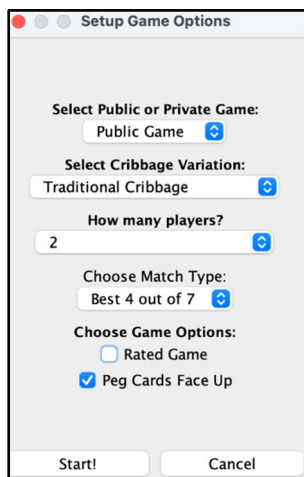 Setup Game Options
Select Public or Private Game:
Public Game
Select Cribbage Variation:
Traditional Cribbage
How many players?
2
Choose Match Type:
Best 4 out of 7
Choose Game Options:
Rated Game
Peg Cards Face Up
Start! Cancel